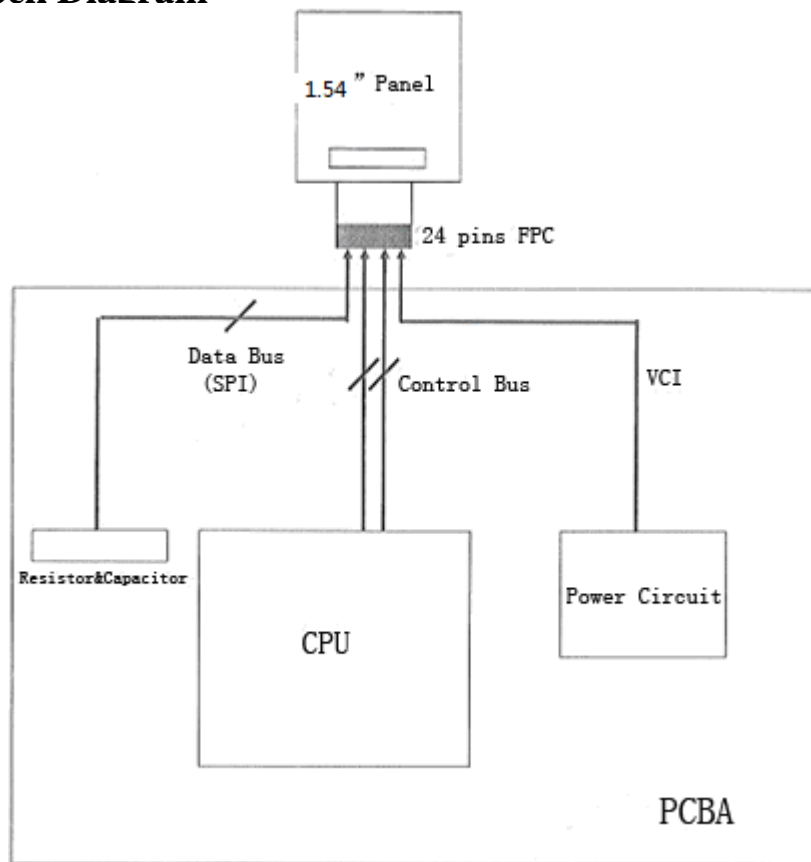 1.54 ” Panel
24 pins FPC
Data Bus
(SPI)
Control Bus
VCI
Resistor&Capacitor
CPU
Power Circuit
PCBA